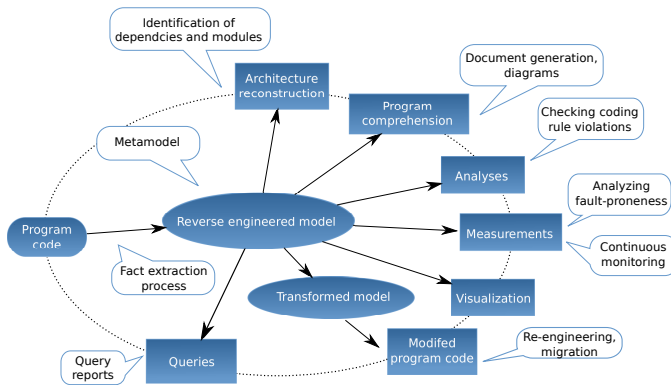 Identification of
dependcies and modules
Architecture
reconstruction
Document generation,
diagrams
Program
comprehension
Checking coding
rule violations
Metamodel
Analyses
Analyzing
fault-proneness
Program
code
Reverse engineered model
Measurements
Continuous
monitoring
Fact extraction
process
Transformed model
Visualization
Query
reports
Queries
Modifed
program code
Re-engineering,
migration